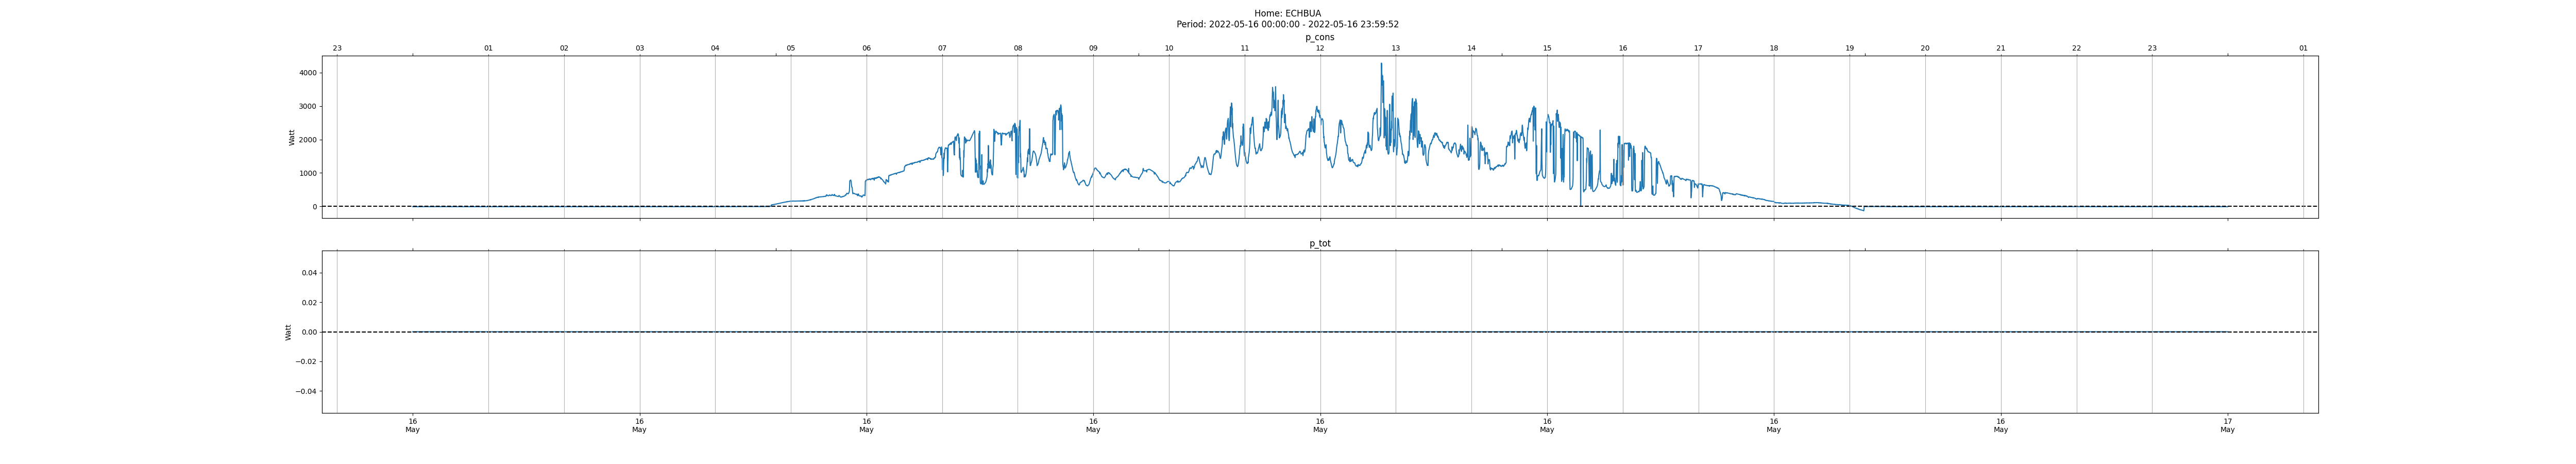 Home: ECHBUA
Period: 2022-05-16 00:00:00 - 2022-05-16 23:59:52
p_cons
23 01 02 03 04 05 06 07 08 09 10 11 12 13 14 15 16 17 18 19 20 21 22 23 01
4000
3000
2000
1000
0
Watt
p_tot
0.04
0.02
0.00
−0.02
−0.04
Watt
16 16 16 16 16 16 16 16 17
May May May May May May May May May